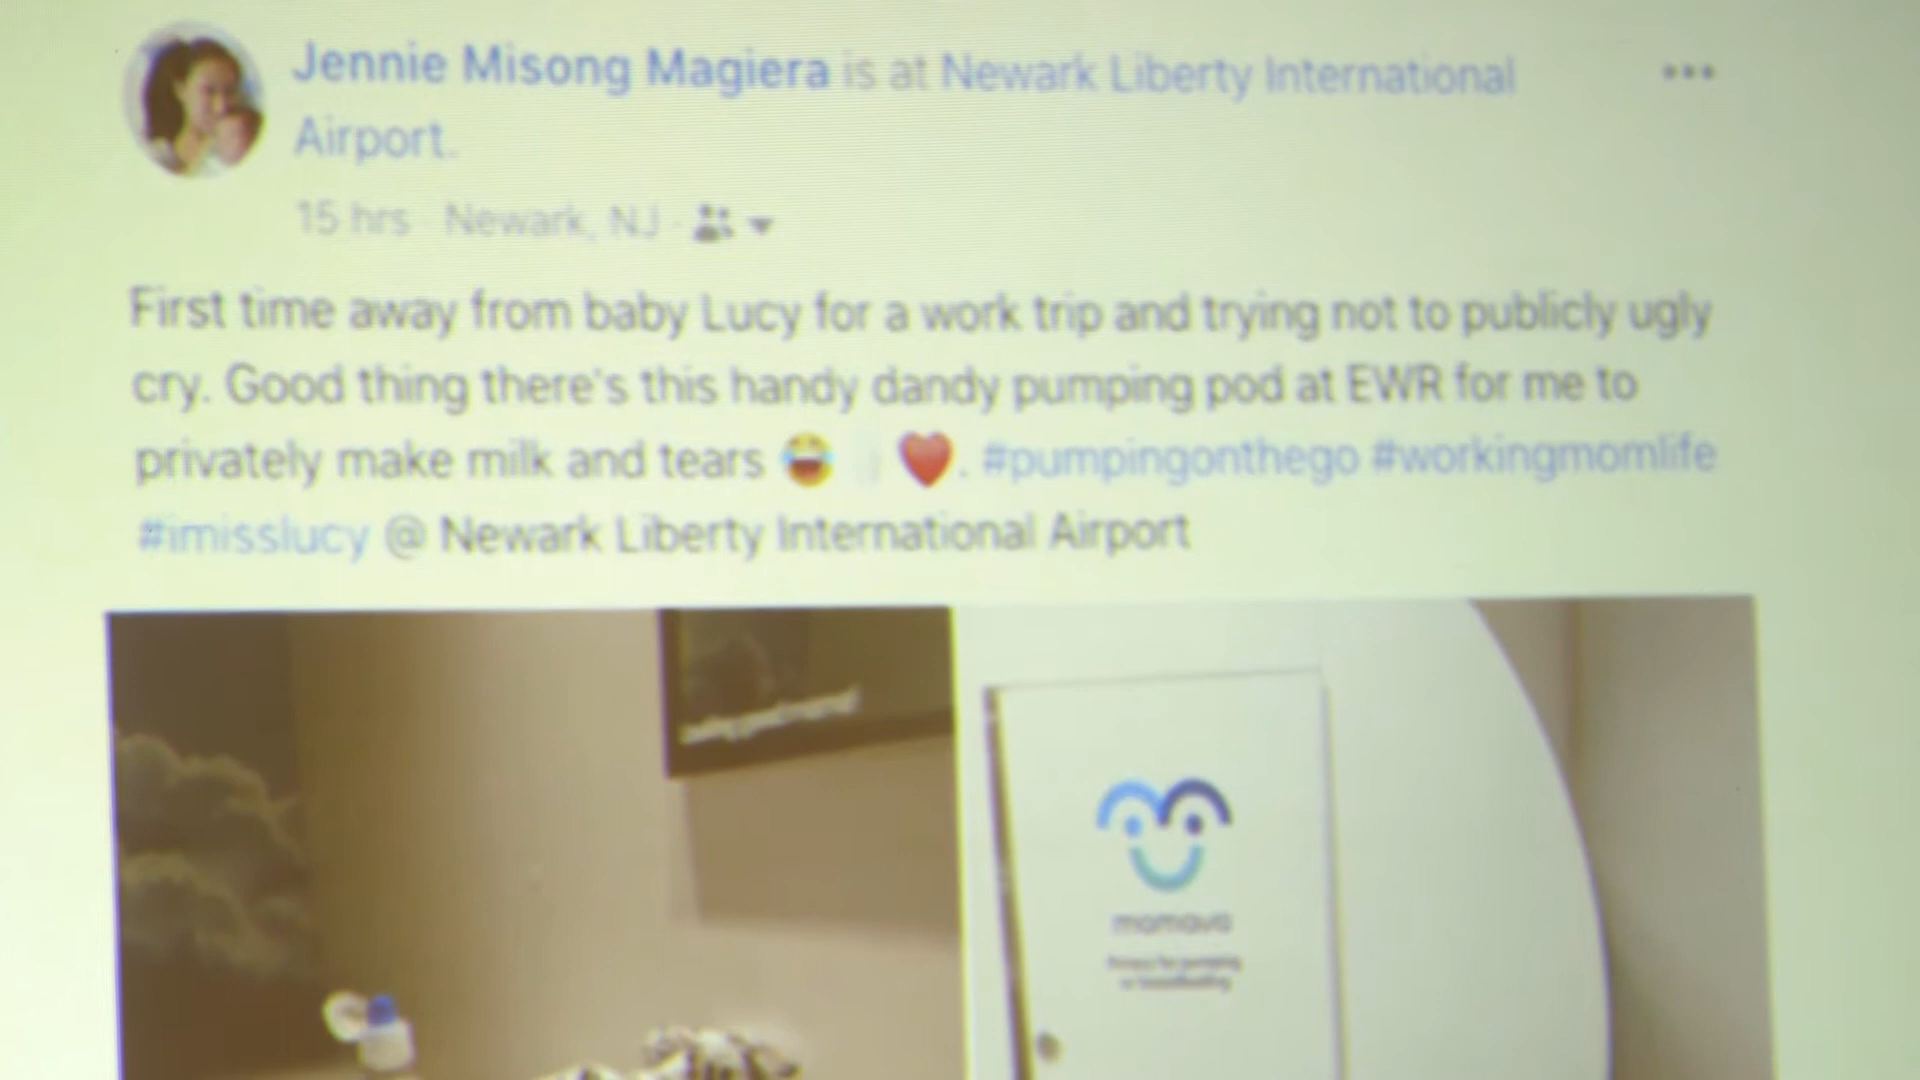 Jennie Misong Magiera is at Newark Liberty International
Airport.
15 hrs · Newark, NJ ·
First time away from baby Lucy for a work trip and trying not to publicly ugly
cry. Good thing there's this handy dandy pumping pod at EWR for me to
privately make milk and tears 😂🥛❤️. #pumpingonthego #workingmomlife
#imisslucy @ Newark Liberty International Airport
mamava